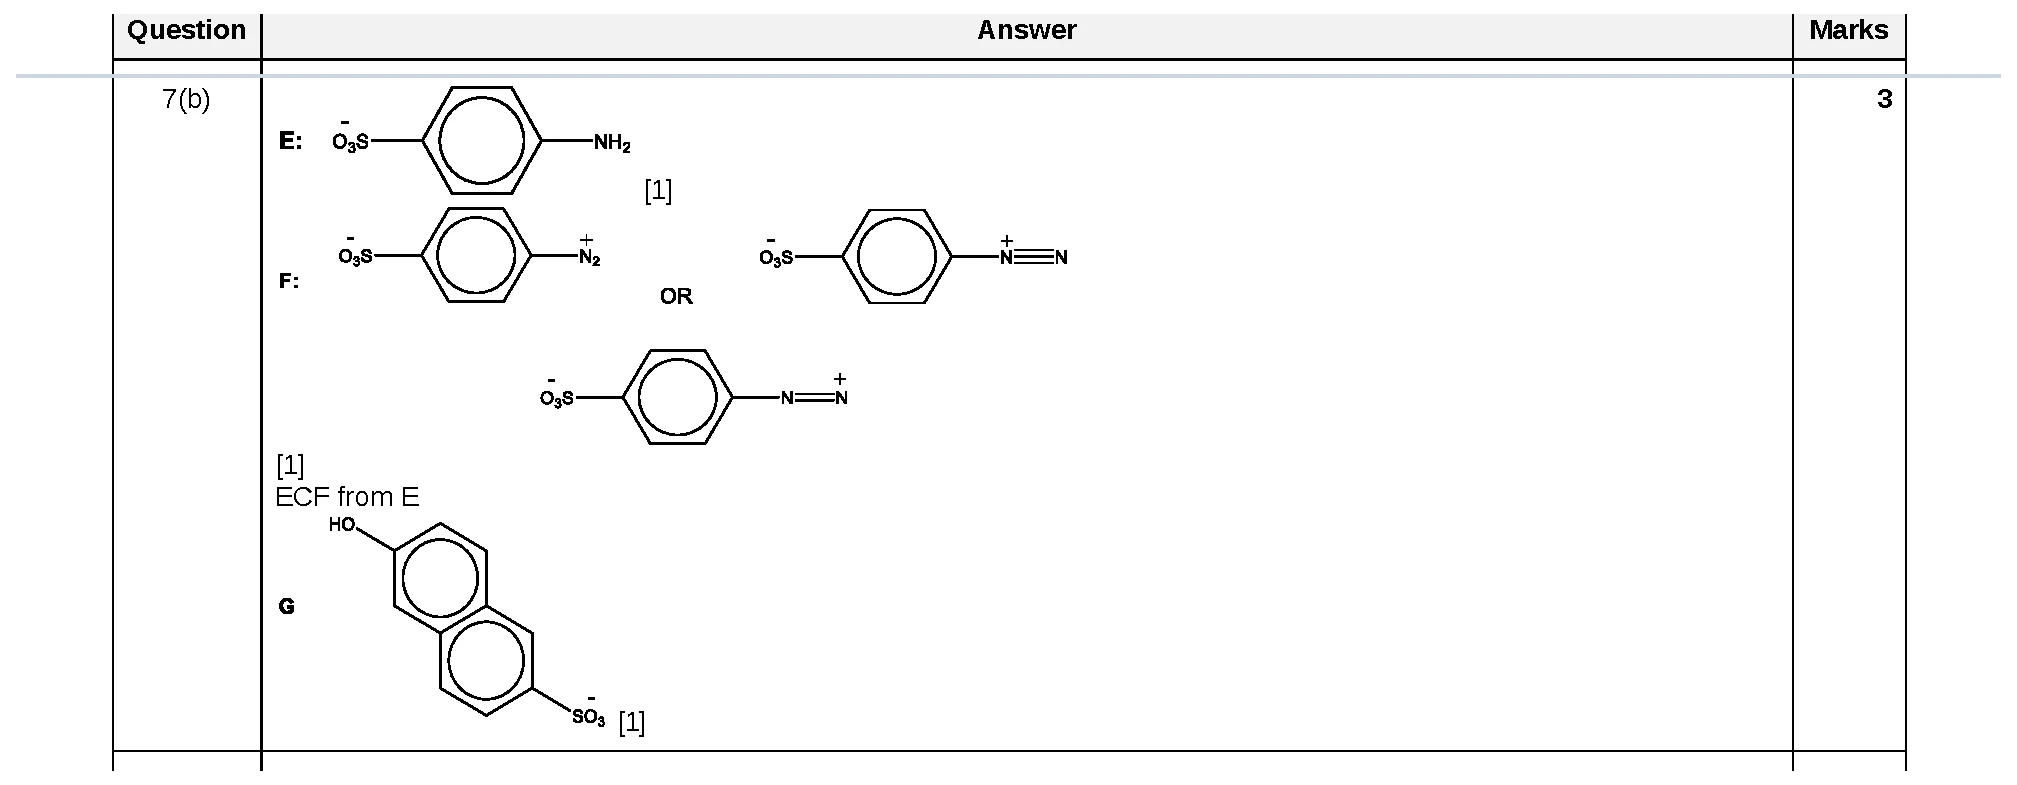 Question Answer Marks
7(b) 3
E: -O3S NH2
[1]
F: -O3S N2+ OR -O3S N+ N
-O3S N N+
[1]
ECF from E
HO
G
SO3- [1]